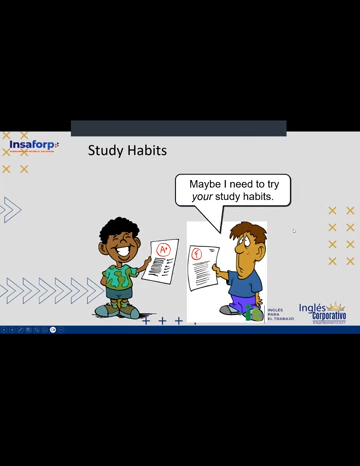 Insaforp
Study Habits
Maybe I need to try
your study habits.
A+
F
INGLÉS
PARA
EL TRABAJO
Inglés
Corporativo